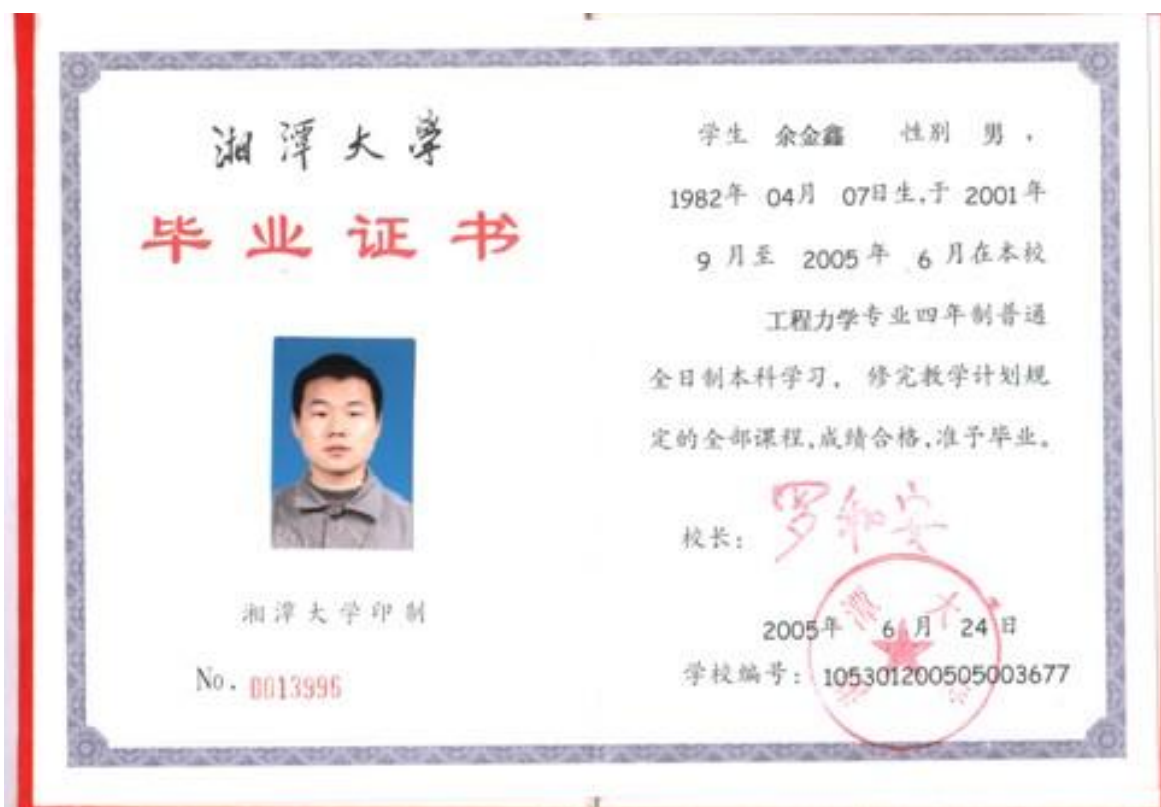 湘潭大學
毕业证书
湘潭大学印制
No. 0013996
学生 余金鑫 性别 男 ,
1982年 04月 07日生,于 2001年
9 月至 2005年 6 月在本校
工程力学专业四年制普通
全日制本科学习, 修完教学计划规
定的全部课程,成绩合格,准予毕业。
校长: 罗和安
2005年 6月 24日
学校编号: 105301200505003677